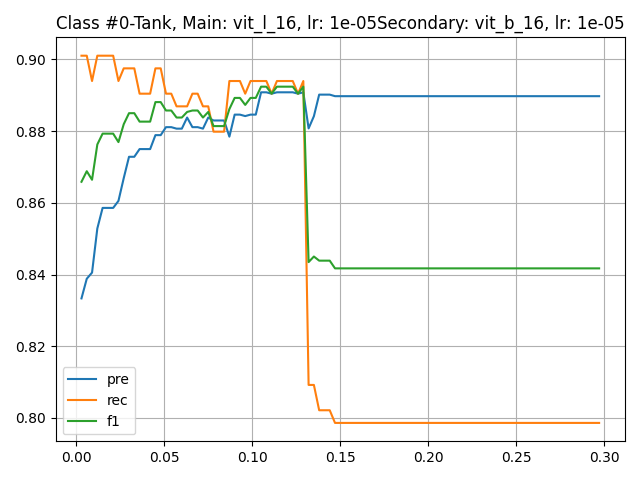 Class #0-Tank, Main: vit_l_16, lr: 1e-05Secondary: vit_b_16, lr: 1e-05
0.90
0.88
0.86
0.84
0.82
0.80
pre
rec
f1
0.00 0.05 0.10 0.15 0.20 0.25 0.30